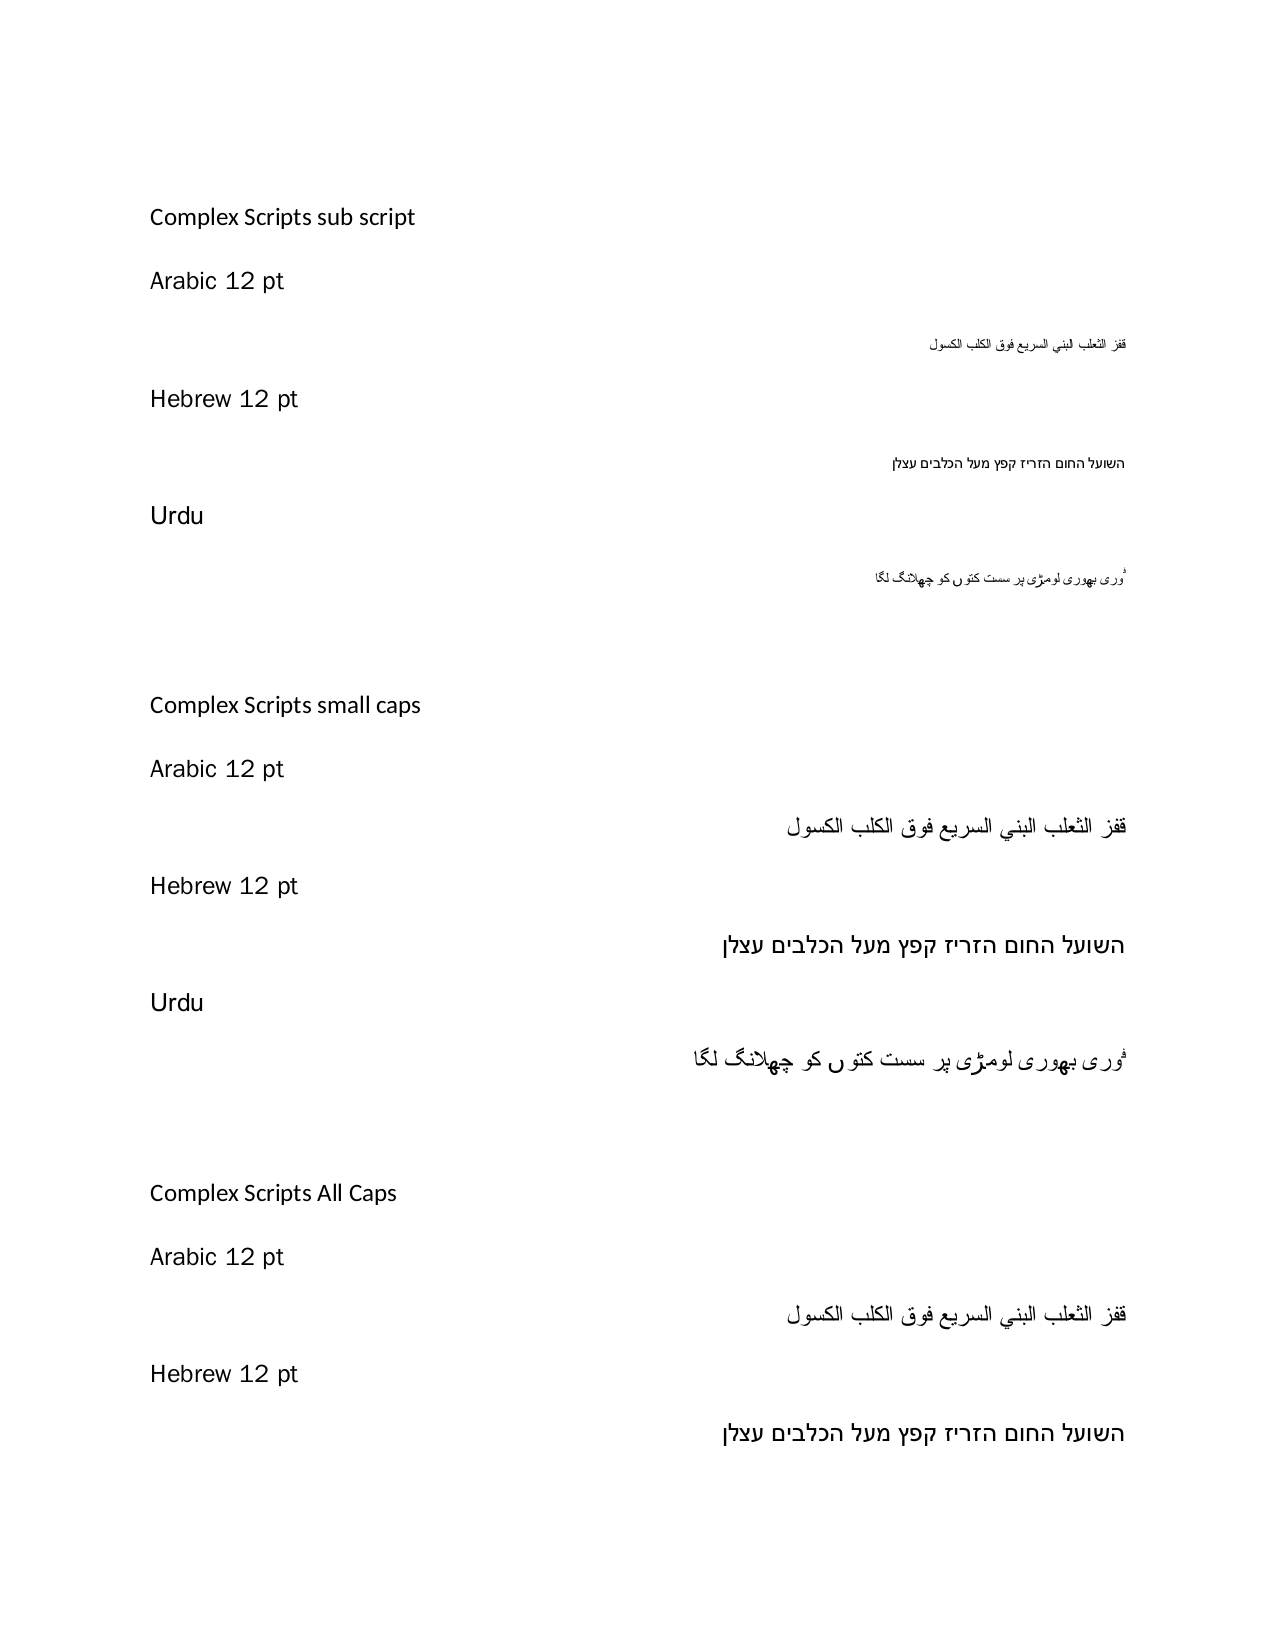 Complex Scripts sub script
Arabic 12 pt
قفز الثعلب البني السريع فوق الكلب الكسول
Hebrew 12 pt
השועל החום הזריז קפץ מעל הכלבים עצלן
Urdu
فوری بھوری لومڑی پر سست کتوں کو چھلانگ لگا
Complex Scripts small caps
Arabic 12 pt
قفز الثعلب البني السريع فوق الكلب الكسول
Hebrew 12 pt
השועל החום הזריז קפץ מעל הכלבים עצלן
Urdu
فوری بھوری لومڑی پر سست کتوں کو چھلانگ لگا
Complex Scripts All Caps
Arabic 12 pt
قفز الثعلب البني السريع فوق الكلب الكسول
Hebrew 12 pt
השועל החום הזריז קפץ מעל הכלבים עצלן